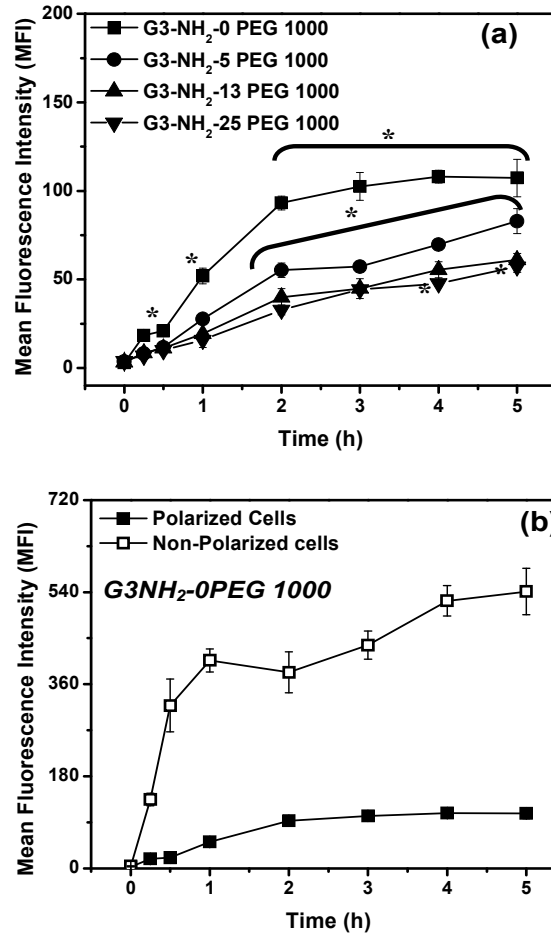 (a)
G3-NH₂-0 PEG 1000
G3-NH₂-5 PEG 1000
G3-NH₂-13 PEG 1000
G3-NH₂-25 PEG 1000
Mean Fluorescence Intensity (MFI)
200
150
100
50
0
*
*
*
*
*
*
0 1 2 3 4 5
Time (h)
(b)
Polarized Cells
Non-Polarized cells
G3NH₂-0PEG 1000
Mean Fluorescence Intensity (MFI)
720
540
360
180
0
0 1 2 3 4 5
Time (h)